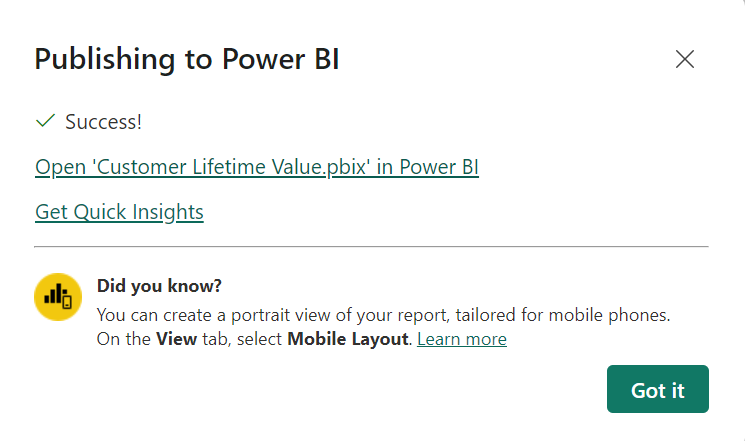 Publishing to Power BI
Success!
Open 'Customer Lifetime Value.pbix' in Power BI
Get Quick Insights
Did you know?
You can create a portrait view of your report, tailored for mobile phones.
On the View tab, select Mobile Layout. Learn more
Got it